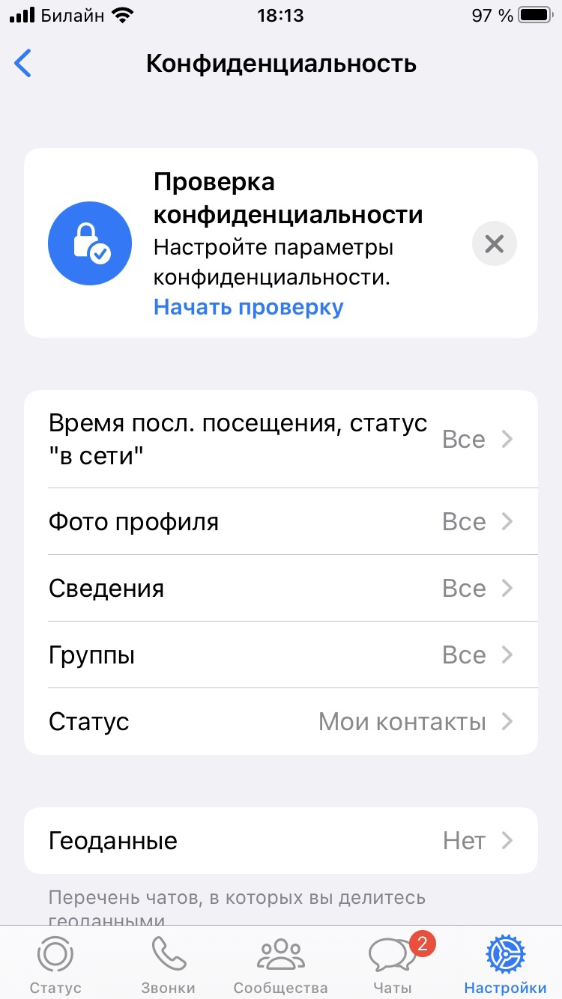 Билайн 18:13 97 %
Конфиденциальность
Проверка
конфиденциальности
Настройте параметры
конфиденциальности.
Начать проверку
Время посл. посещения, статус
"в сети" Все
Фото профиля Все
Сведения Все
Группы Все
Статус Мои контакты
Геоданные Нет
Перечень чатов, в которых вы делитесь
геоданными
2
Статус Звонки Сообщества Чаты Настройки